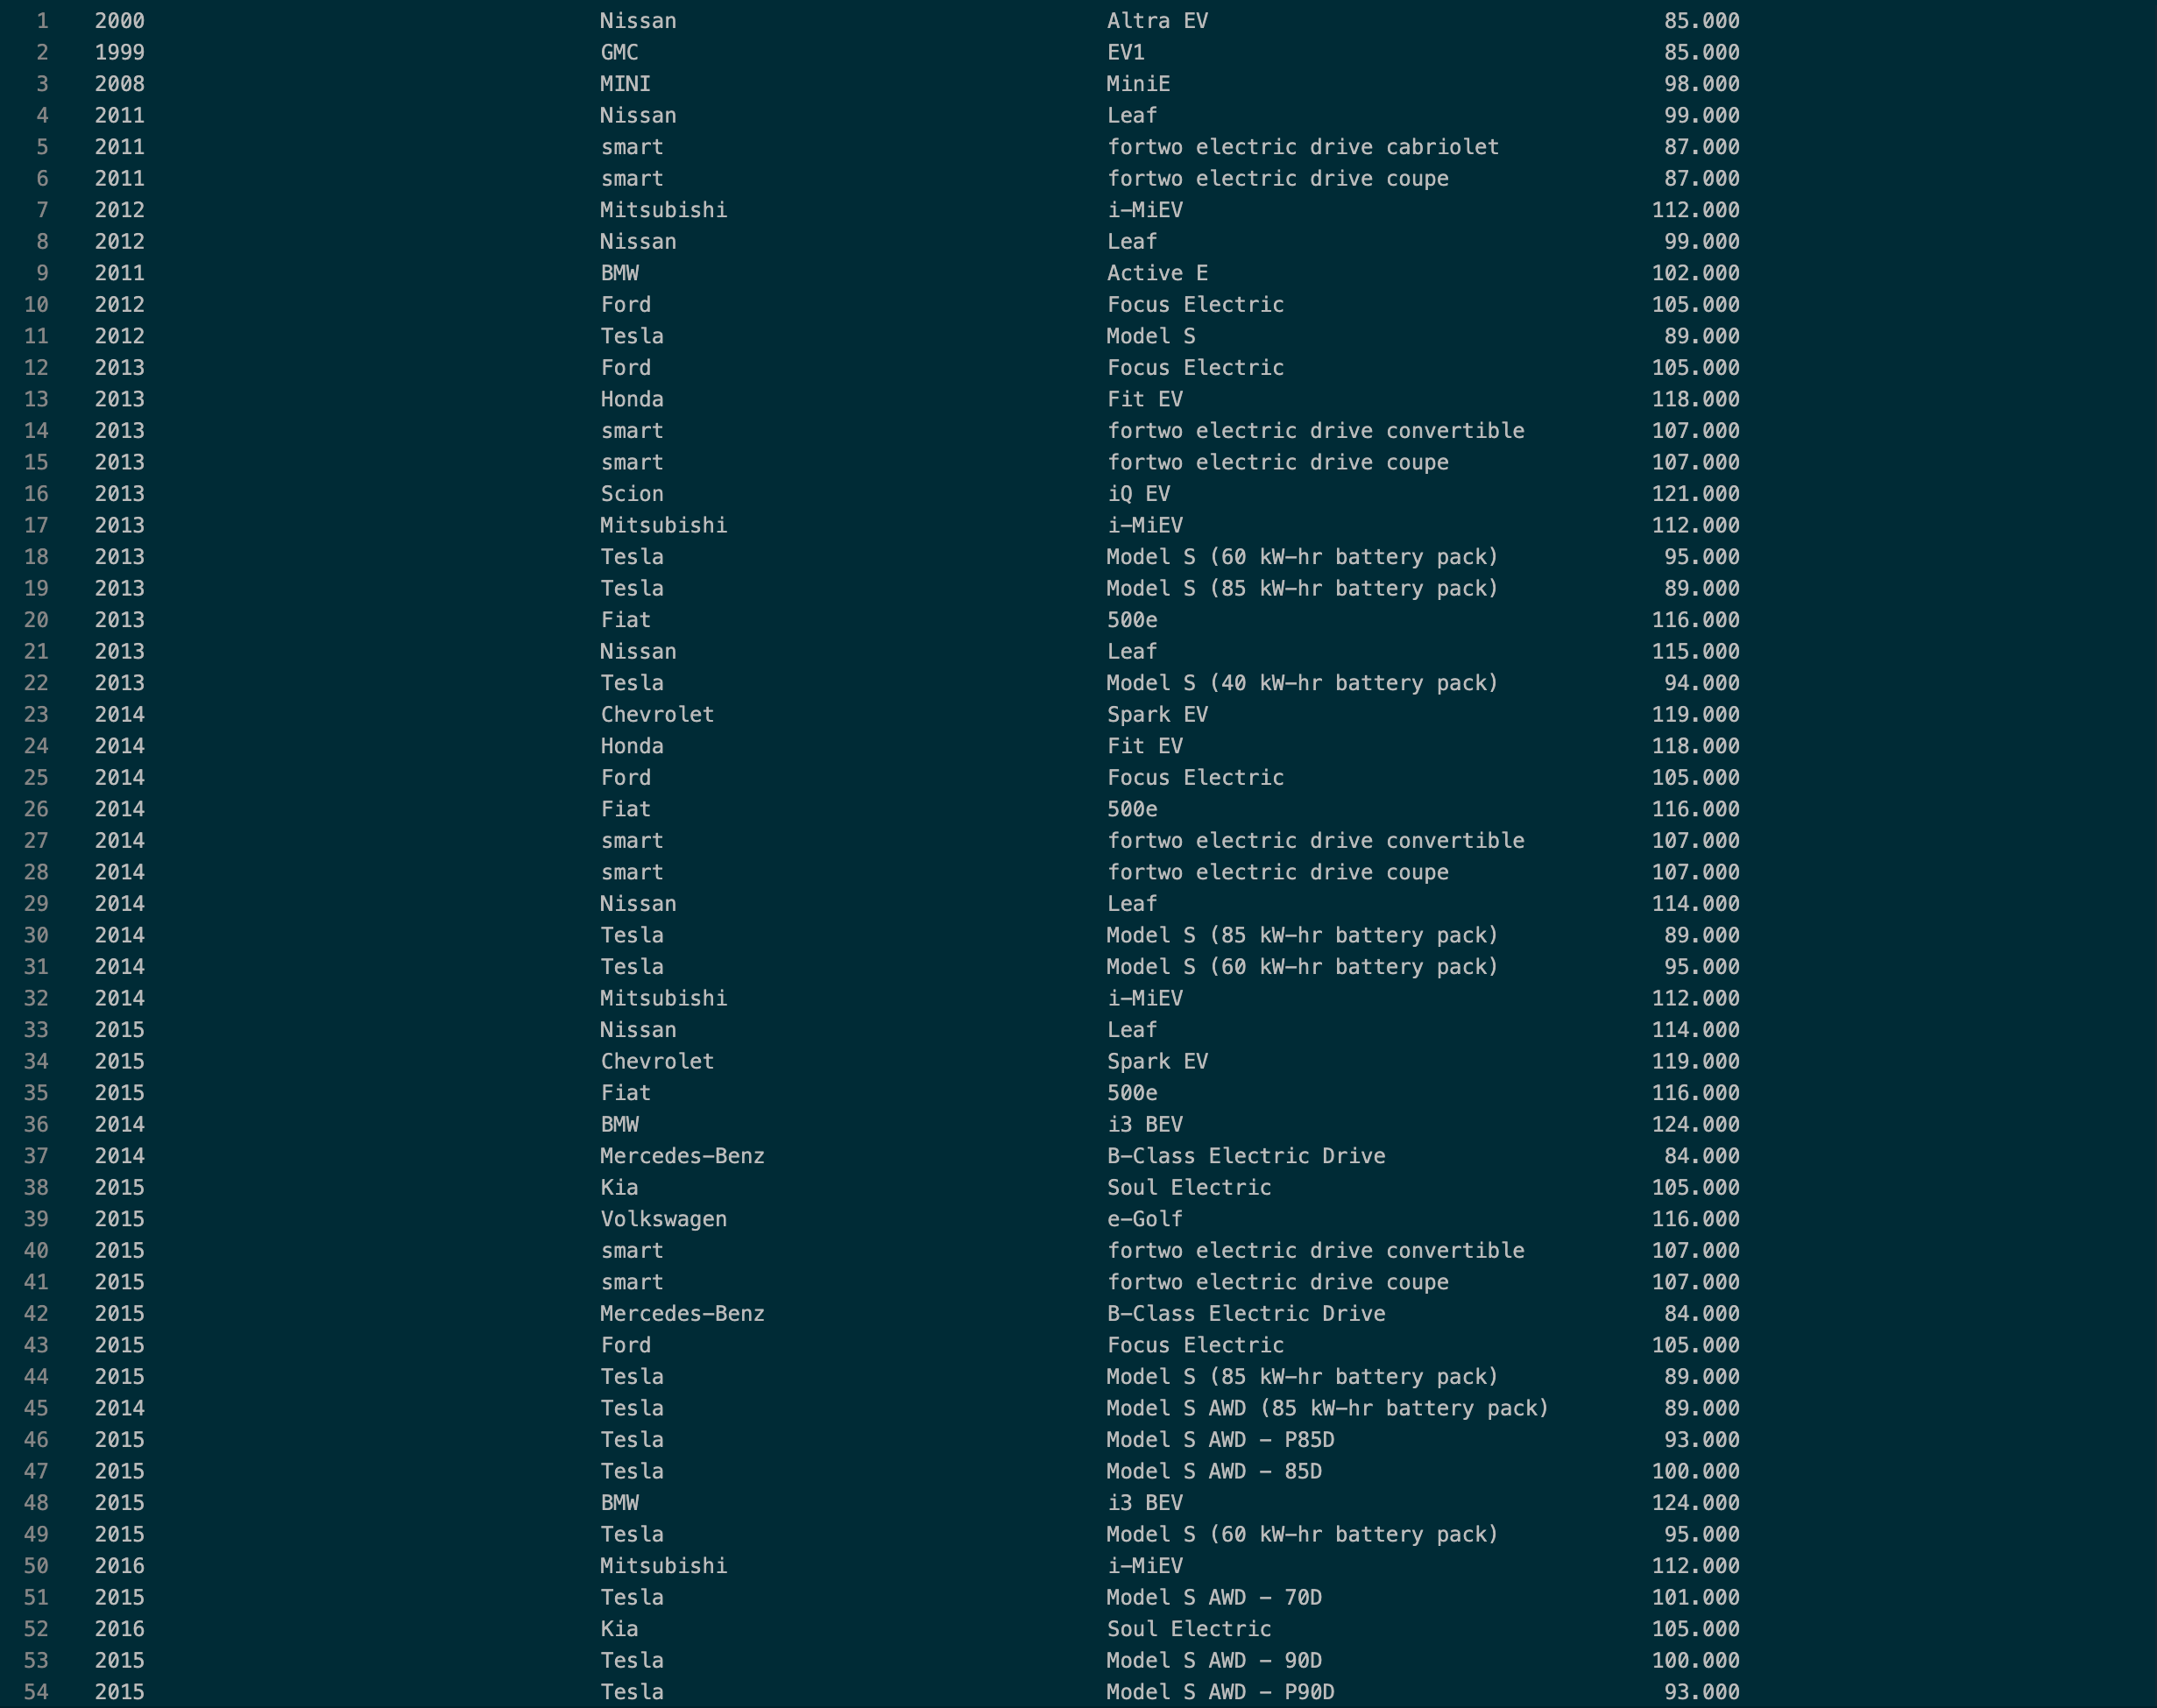 1 2000 Nissan Altra EV 85.000
2 1999 GMC EV1 85.000
3 2008 MINI MiniE 98.000
4 2011 Nissan Leaf 99.000
5 2011 smart fortwo electric drive cabriolet 87.000
6 2011 smart fortwo electric drive coupe 87.000
7 2012 Mitsubishi i-MiEV 112.000
8 2012 Nissan Leaf 99.000
9 2011 BMW Active E 102.000
10 2012 Ford Focus Electric 105.000
11 2012 Tesla Model S 89.000
12 2013 Ford Focus Electric 105.000
13 2013 Honda Fit EV 118.000
14 2013 smart fortwo electric drive convertible 107.000
15 2013 smart fortwo electric drive coupe 107.000
16 2013 Scion iQ EV 121.000
17 2013 Mitsubishi i-MiEV 112.000
18 2013 Tesla Model S (60 kW-hr battery pack) 95.000
19 2013 Tesla Model S (85 kW-hr battery pack) 89.000
20 2013 Fiat 500e 116.000
21 2013 Nissan Leaf 115.000
22 2013 Tesla Model S (40 kW-hr battery pack) 94.000
23 2014 Chevrolet Spark EV 119.000
24 2014 Honda Fit EV 118.000
25 2014 Ford Focus Electric 105.000
26 2014 Fiat 500e 116.000
27 2014 smart fortwo electric drive convertible 107.000
28 2014 smart fortwo electric drive coupe 107.000
29 2014 Nissan Leaf 114.000
30 2014 Tesla Model S (85 kW-hr battery pack) 89.000
31 2014 Tesla Model S (60 kW-hr battery pack) 95.000
32 2014 Mitsubishi i-MiEV 112.000
33 2015 Nissan Leaf 114.000
34 2015 Chevrolet Spark EV 119.000
35 2015 Fiat 500e 116.000
36 2014 BMW i3 BEV 124.000
37 2014 Mercedes-Benz B-Class Electric Drive 84.000
38 2015 Kia Soul Electric 105.000
39 2015 Volkswagen e-Golf 116.000
40 2015 smart fortwo electric drive convertible 107.000
41 2015 smart fortwo electric drive coupe 107.000
42 2015 Mercedes-Benz B-Class Electric Drive 84.000
43 2015 Ford Focus Electric 105.000
44 2015 Tesla Model S (85 kW-hr battery pack) 89.000
45 2014 Tesla Model S AWD (85 kW-hr battery pack) 89.000
46 2015 Tesla Model S AWD - P85D 93.000
47 2015 Tesla Model S AWD - 85D 100.000
48 2015 BMW i3 BEV 124.000
49 2015 Tesla Model S (60 kW-hr battery pack) 95.000
50 2016 Mitsubishi i-MiEV 112.000
51 2015 Tesla Model S AWD - 70D 101.000
52 2016 Kia Soul Electric 105.000
53 2015 Tesla Model S AWD - 90D 100.000
54 2015 Tesla Model S AWD - P90D 93.000